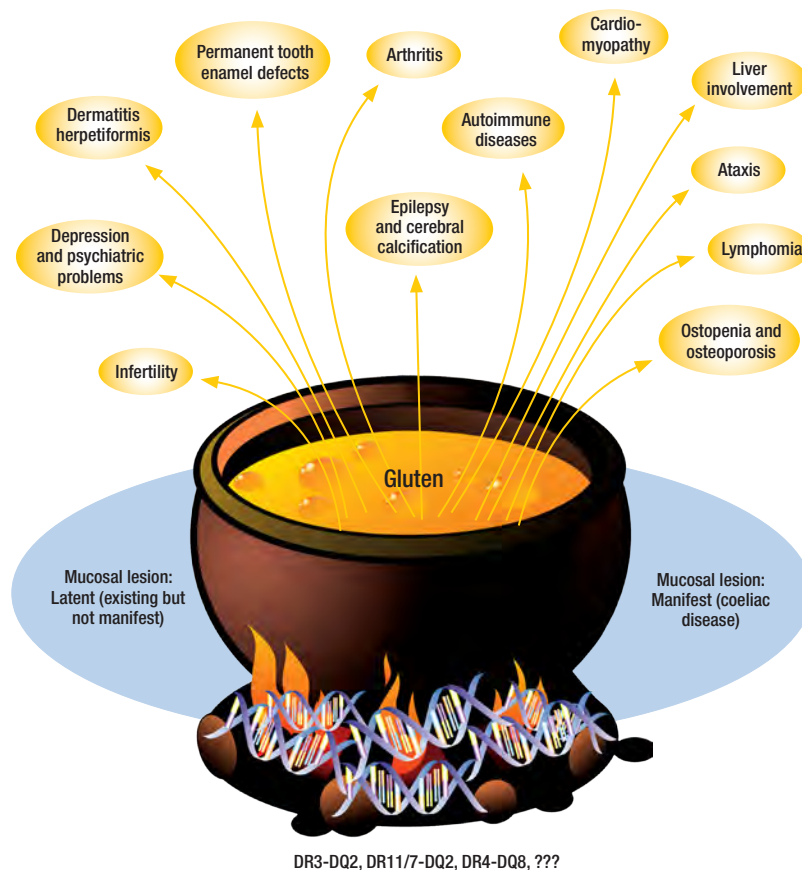 Cardio-
myopathy
Permanent tooth
enamel defects
Arthritis
Liver
involvement
Dermatitis
herpetiformis
Autoimmune
diseases
Ataxis
Epilepsy
and cerebral
calcification
Depression
and psychiatric
problems
Lymphomia
Ostopenia and
osteoporosis
Infertility
Gluten
Mucosal lesion:
Latent (existing but
not manifest)
Mucosal lesion:
Manifest (coeliac
disease)
DR3-DQ2, DR11/7-DQ2, DR4-DQ8, ???